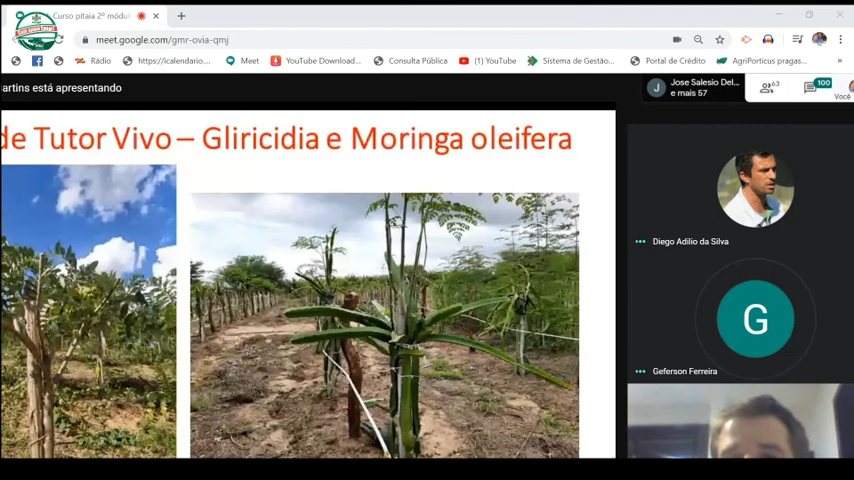 Curso pitaia 2º módul
meet.google.com/gmr-ovia-qmj
Rádio
https://icalendario....
Meet
YouTube Download...
Consulta Pública
(1) YouTube
Sistema de Gestão...
Portal de Crédito
AgriPorticus pragas...
»
artins está apresentando
J
Jose Salesio Del...
e mais 57
63
100
Você
de Tutor Vivo – Gliricidia e Moringa oleifera
Diego Adilio da Silva
G
Geferson Ferreira